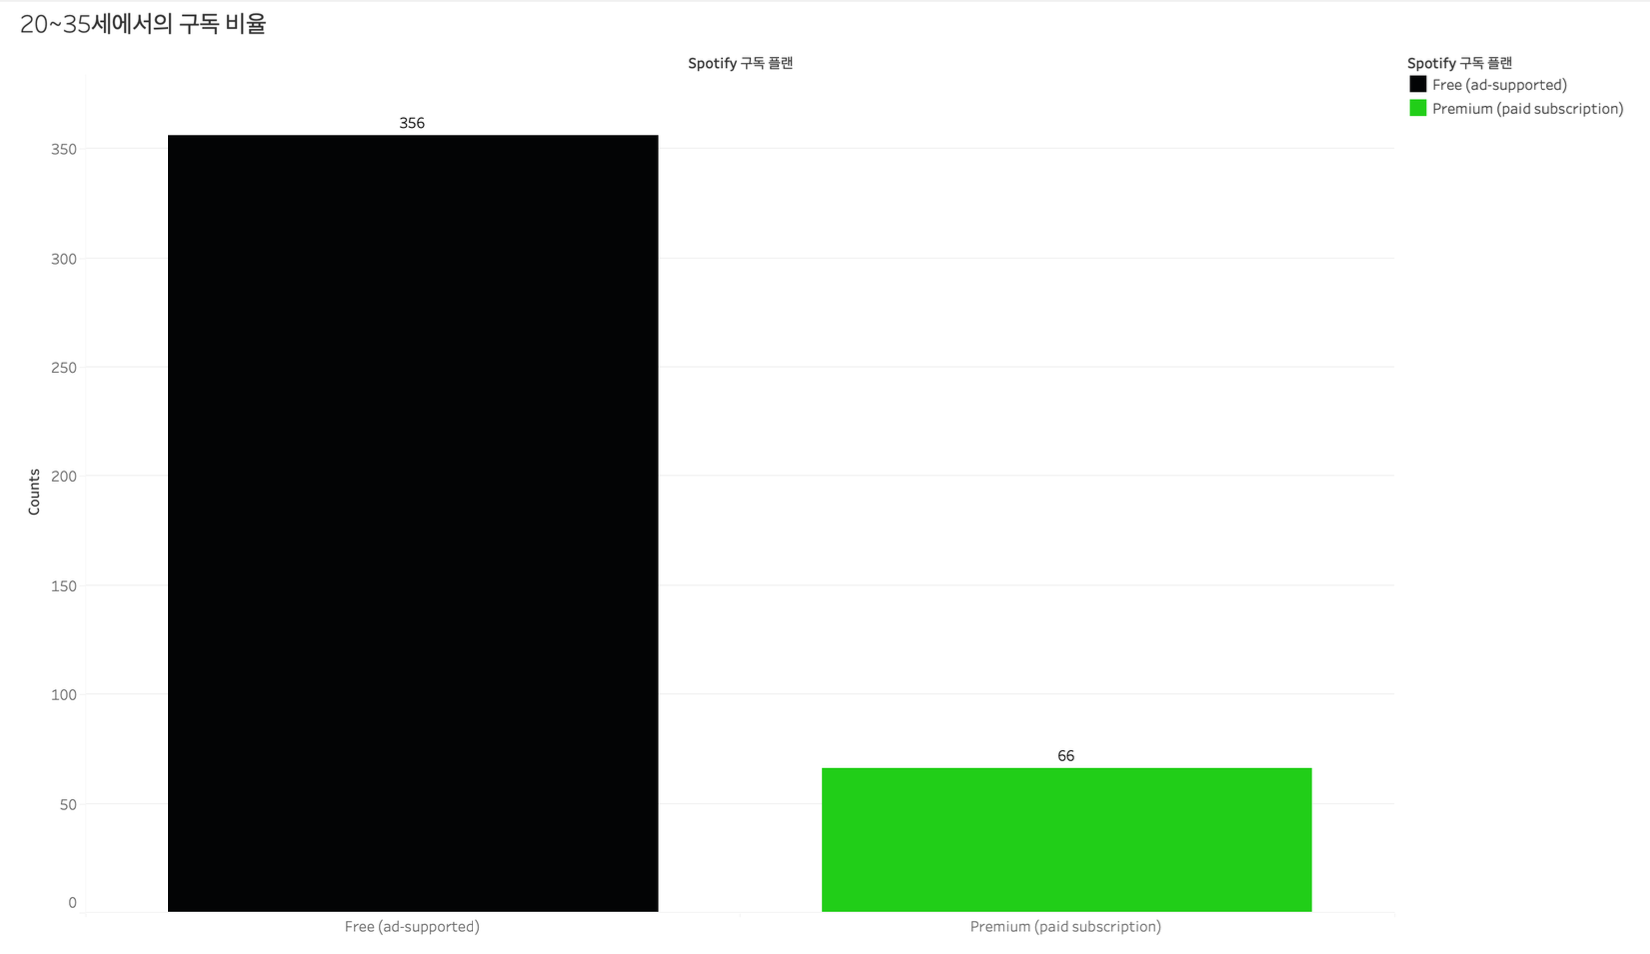 20~35세에서의 구독 비율
Spotify 구독 플랜
Spotify 구독 플랜
Free (ad-supported)
Premium (paid subscription)
356
350
300
250
200
Counts
150
100
66
50
0
Free (ad-supported)
Premium (paid subscription)